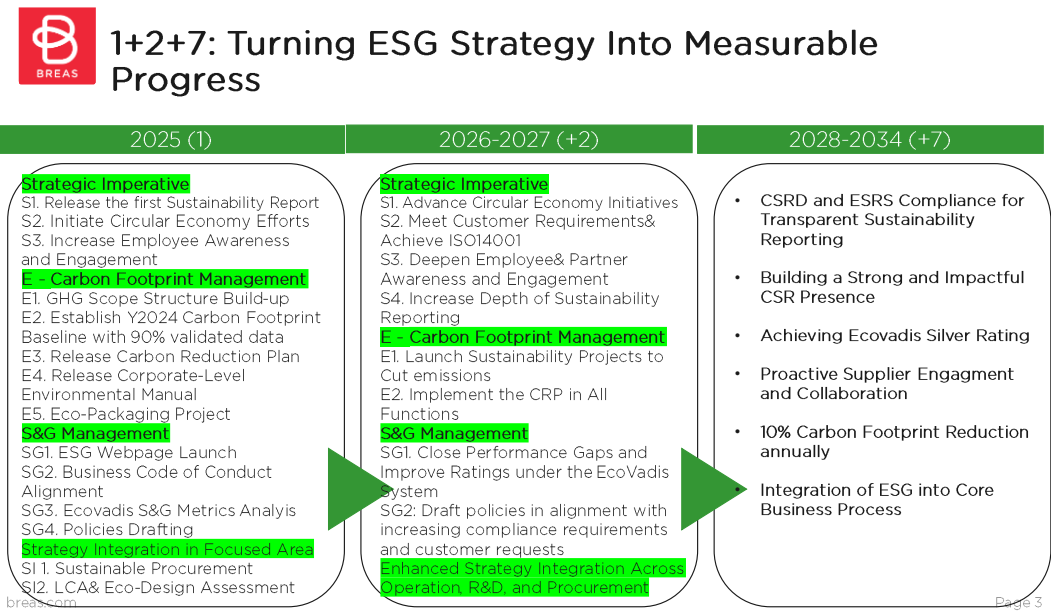 BREAS
1+2+7: Turning ESG Strategy Into Measurable
Progress
2025 (1)
Strategic Imperative
S1. Release the first Sustainability Report
S2. Initiate Circular Economy Efforts
S3. Increase Employee Awareness
and Engagement
E – Carbon Footprint Management
E1. GHG Scope Structure Build-up
E2. Establish Y2024 Carbon Footprint
Baseline with 90% validated data
E3. Release Carbon Reduction Plan
E4. Release Corporate-Level
Environmental Manual
E5. Eco-Packaging Project
S&G Management
SG1. ESG Webpage Launch
SG2. Business Code of Conduct
Alignment
SG3. Ecovadis S&G Metrics Analyis
SG4. Policies Drafting
Strategy Integration in Focused Area
SI 1. Sustainable Procurement
SI2. LCA& Eco-Design Assessment
2026-2027 (+2)
Strategic Imperative
S1. Advance Circular Economy Initiatives
S2. Meet Customer Requirements&
Achieve ISO14001
S3. Deepen Employee& Partner
Awareness and Engagement
S4. Increase Depth of Sustainability
Reporting
E – Carbon Footprint Management
E1. Launch Sustainability Projects to
Cut emissions
E2. Implement the CRP in All
Functions
S&G Management
SG1. Close Performance Gaps and
Improve Ratings under the EcoVadis
System
SG2: Draft policies in alignment with
increasing compliance requirements
and customer requests
Enhanced Strategy Integration Across
Operation, R&D, and Procurement
2028-2034 (+7)
• CSRD and ESRS Compliance for
Transparent Sustainability
Reporting
• Building a Strong and Impactful
CSR Presence
• Achieving Ecovadis Silver Rating
• Proactive Supplier Engagment
and Collaboration
• 10% Carbon Footprint Reduction
annually
• Integration of ESG into Core
Business Process
breas.com
Page 3